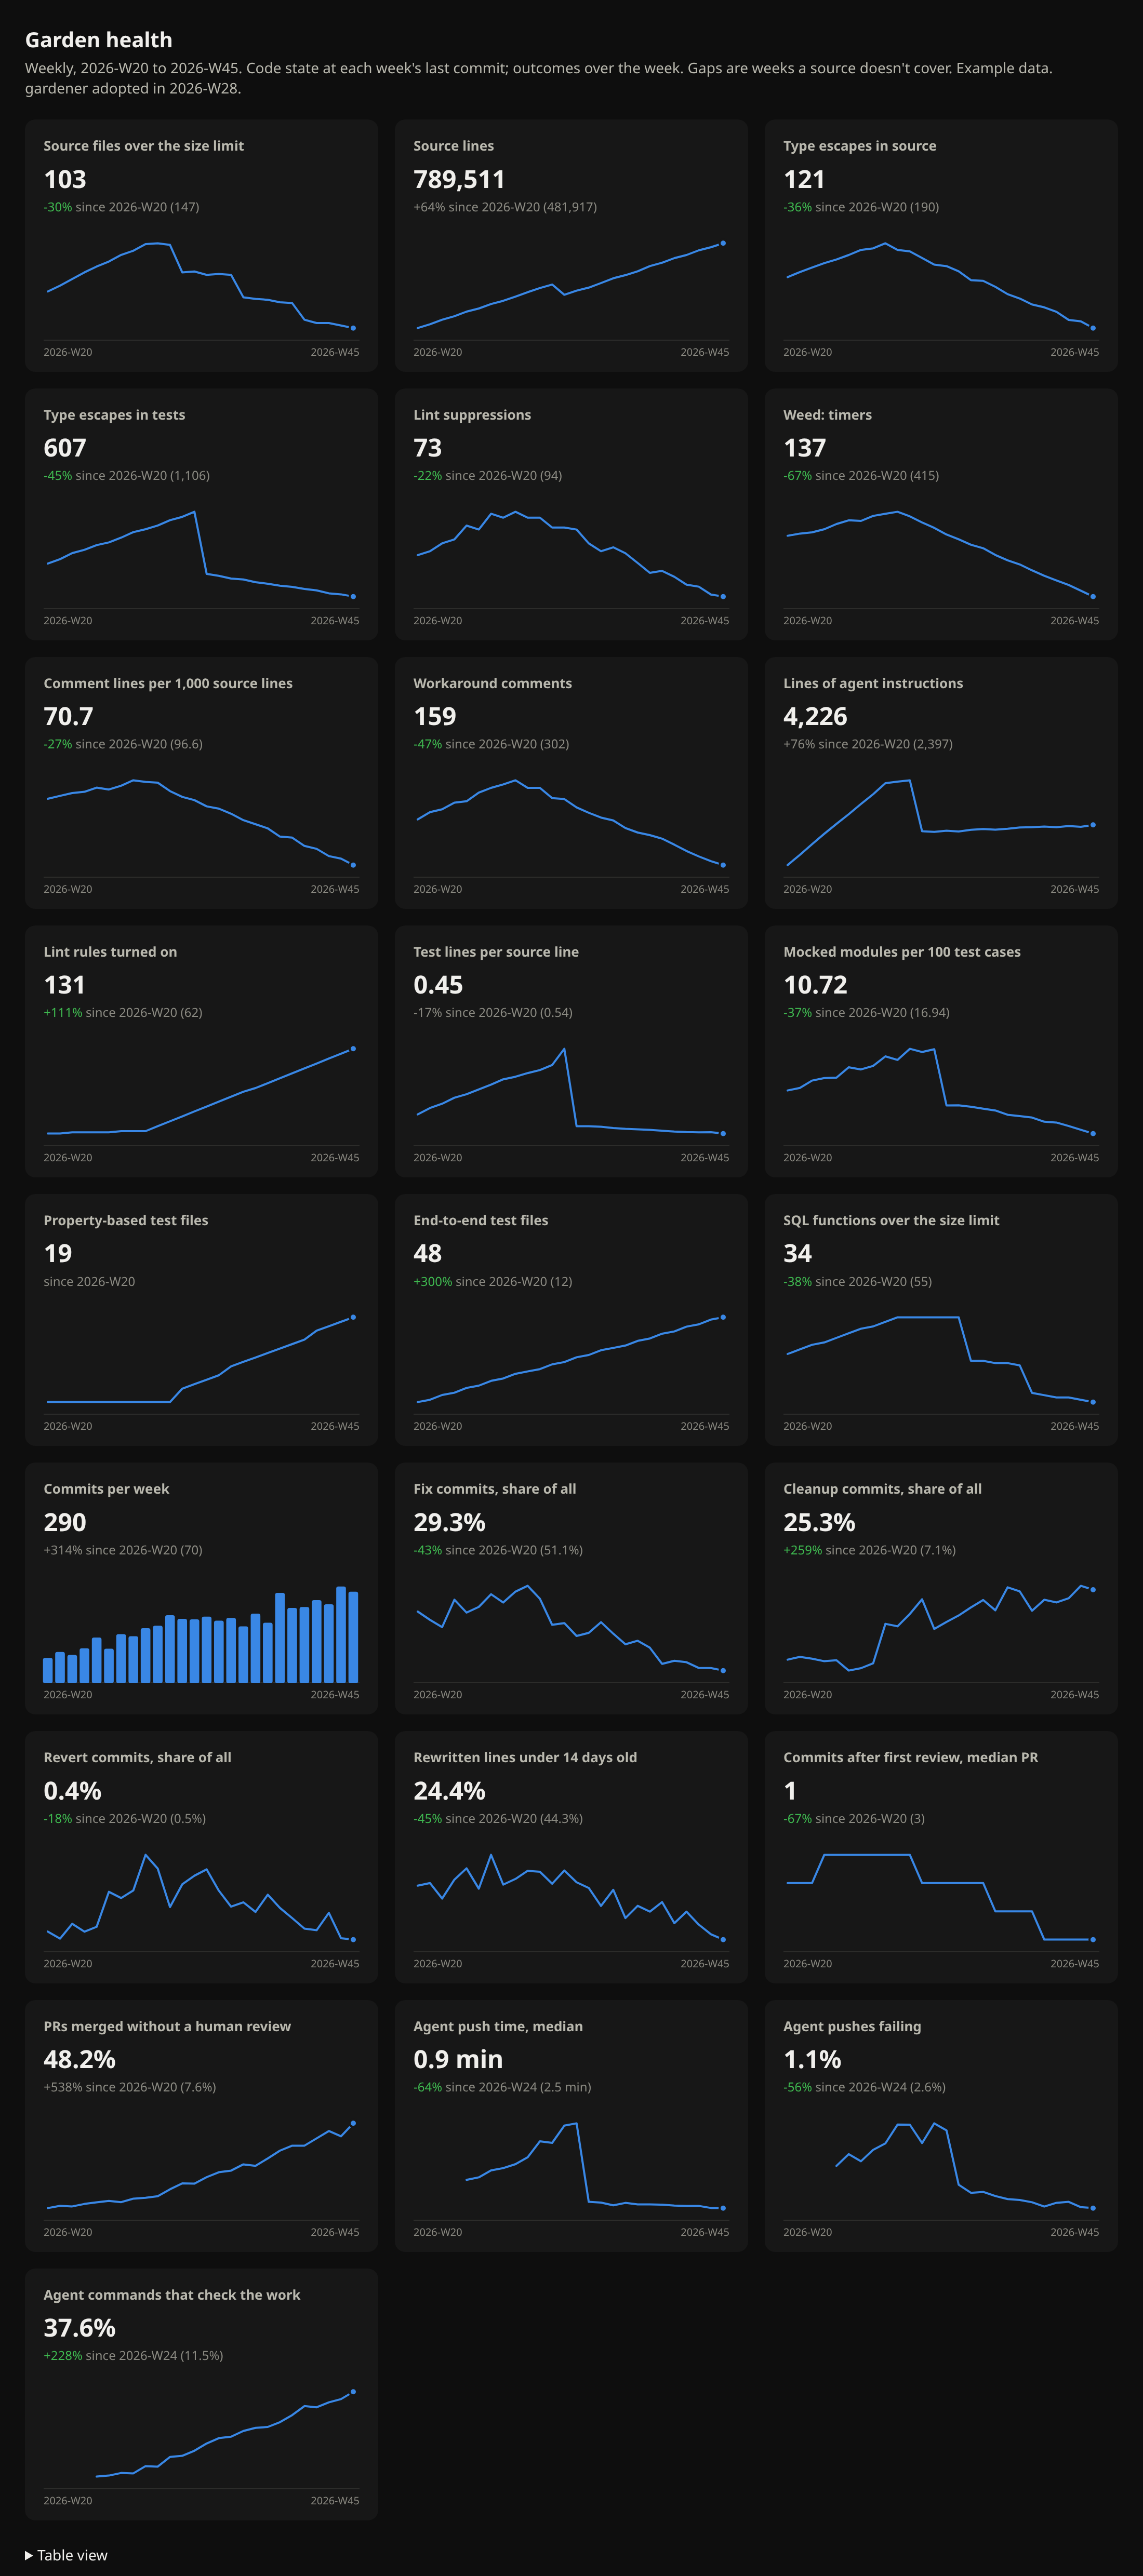 Garden health
Weekly, 2026-W20 to 2026-W45. Code state at each week's last commit; outcomes over the week. Gaps are weeks a source doesn't cover. Example data.
gardener adopted in 2026-W28.
Source files over the size limit
103
-30% since 2026-W20 (147)
2026-W20 2026-W45
Source lines
789,511
+64% since 2026-W20 (481,917)
2026-W20 2026-W45
Type escapes in source
121
-36% since 2026-W20 (190)
2026-W20 2026-W45
Type escapes in tests
607
-45% since 2026-W20 (1,106)
2026-W20 2026-W45
Lint suppressions
73
-22% since 2026-W20 (94)
2026-W20 2026-W45
Weed: timers
137
-67% since 2026-W20 (415)
2026-W20 2026-W45
Comment lines per 1,000 source lines
70.7
-27% since 2026-W20 (96.6)
2026-W20 2026-W45
Workaround comments
159
-47% since 2026-W20 (302)
2026-W20 2026-W45
Lines of agent instructions
4,226
+76% since 2026-W20 (2,397)
2026-W20 2026-W45
Lint rules turned on
131
+111% since 2026-W20 (62)
2026-W20 2026-W45
Test lines per source line
0.45
-17% since 2026-W20 (0.54)
2026-W20 2026-W45
Mocked modules per 100 test cases
10.72
-37% since 2026-W20 (16.94)
2026-W20 2026-W45
Property-based test files
19
since 2026-W20
2026-W20 2026-W45
End-to-end test files
48
+300% since 2026-W20 (12)
2026-W20 2026-W45
SQL functions over the size limit
34
-38% since 2026-W20 (55)
2026-W20 2026-W45
Commits per week
290
+314% since 2026-W20 (70)
2026-W20 2026-W45
Fix commits, share of all
29.3%
-43% since 2026-W20 (51.1%)
2026-W20 2026-W45
Cleanup commits, share of all
25.3%
+259% since 2026-W20 (7.1%)
2026-W20 2026-W45
Revert commits, share of all
0.4%
-18% since 2026-W20 (0.5%)
2026-W20 2026-W45
Rewritten lines under 14 days old
24.4%
-45% since 2026-W20 (44.3%)
2026-W20 2026-W45
Commits after first review, median PR
1
-67% since 2026-W20 (3)
2026-W20 2026-W45
PRs merged without a human review
48.2%
+538% since 2026-W20 (7.6%)
2026-W20 2026-W45
Agent push time, median
0.9 min
-64% since 2026-W24 (2.5 min)
2026-W20 2026-W45
Agent pushes failing
1.1%
-56% since 2026-W24 (2.6%)
2026-W20 2026-W45
Agent commands that check the work
37.6%
+228% since 2026-W24 (11.5%)
2026-W20 2026-W45
Table view